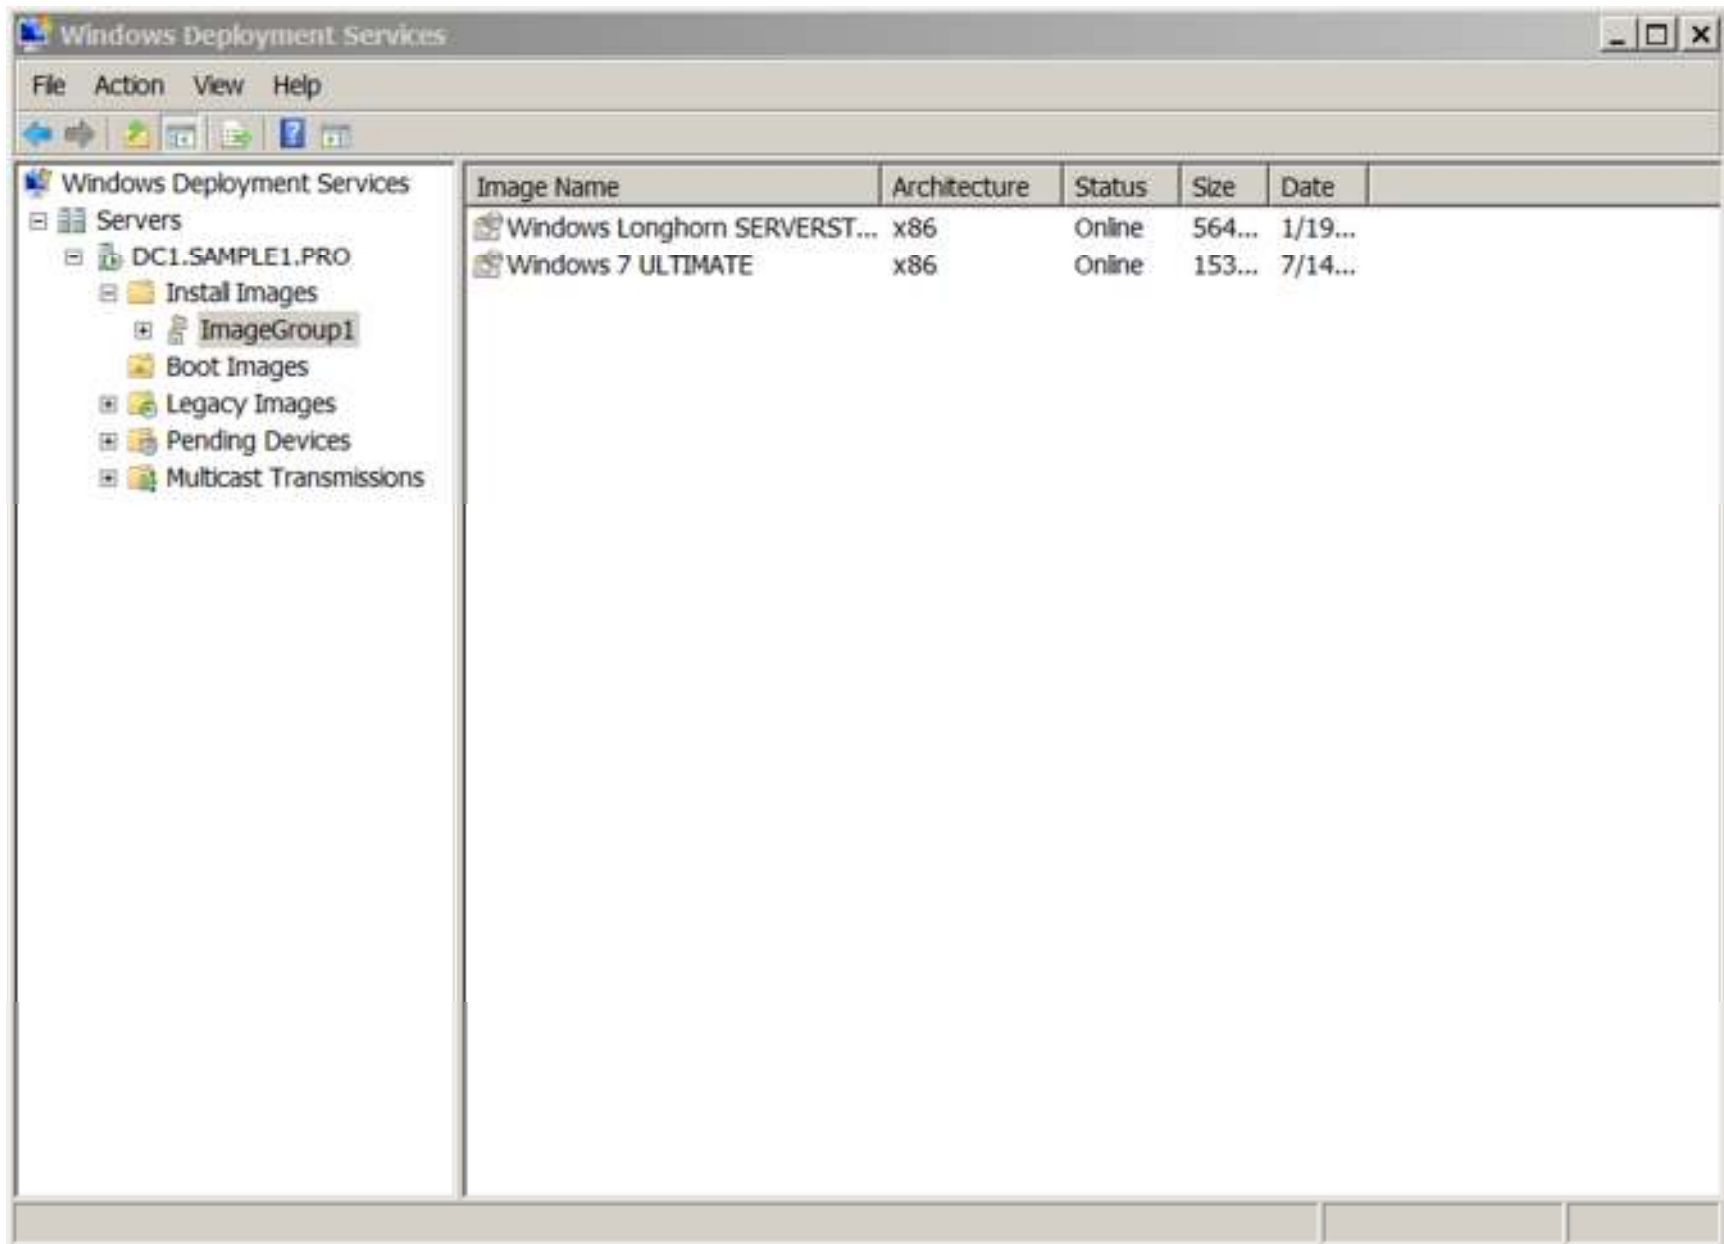 Windows Deployment Services
File Action View Help
Windows Deployment Services
Servers
DC1.SAMPLE1.PRO
Install Images
ImageGroup1
Boot Images
Legacy Images
Pending Devices
Multicast Transmissions
Image Name Architecture Status Size Date
Windows Longhorn SERVERST... x86 Online 564... 1/19...
Windows 7 ULTIMATE x86 Online 153... 7/14...